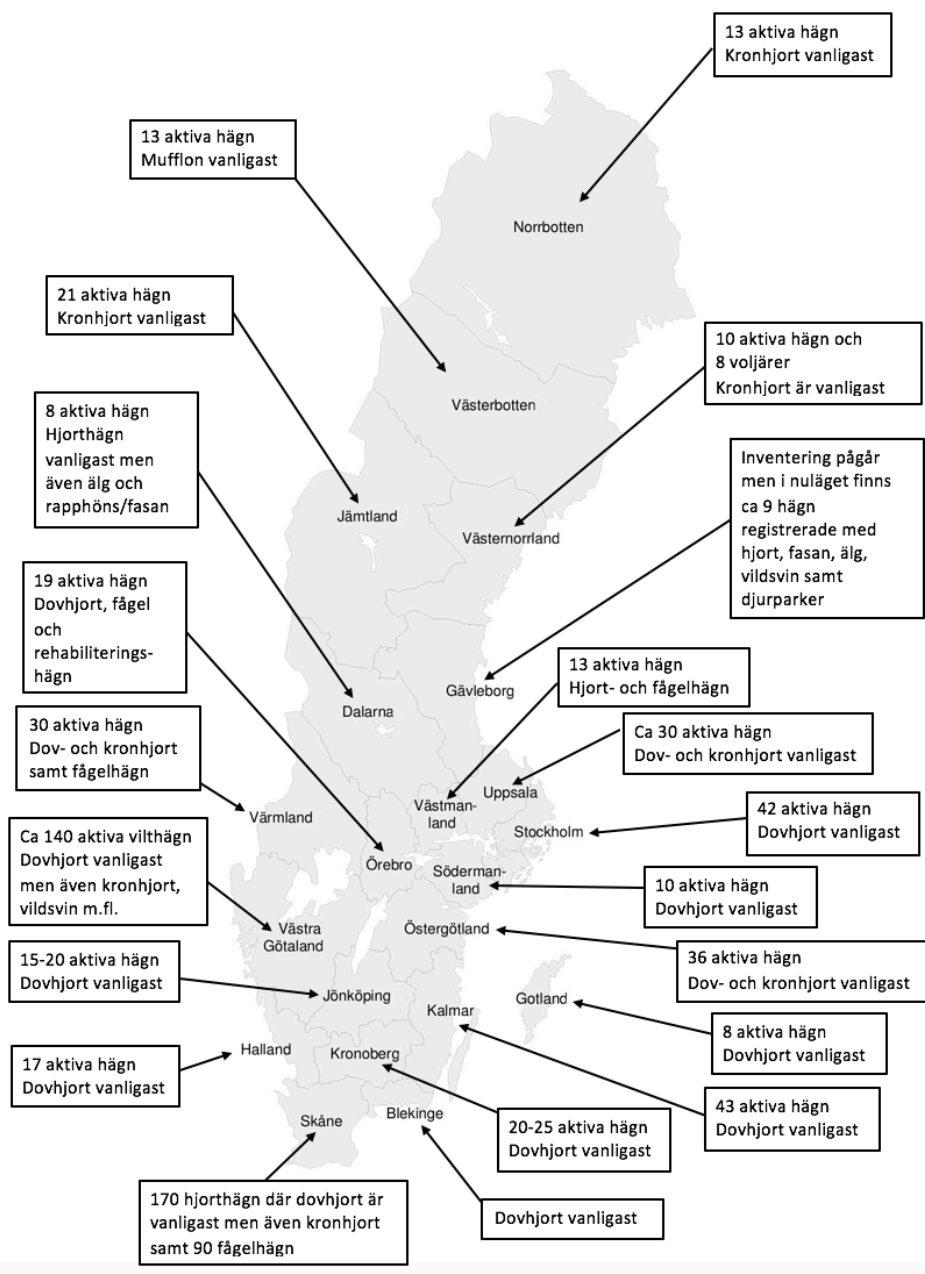 13 aktiva hägn
Kronhjort vanligast
13 aktiva hägn
Mufflon vanligast
Norrbotten
21 aktiva hägn
Kronhjort vanligast
10 aktiva hägn och
8 voljärer
Kronhjort är vanligast
Västerbotten
8 aktiva hägn
Hjorthägn
vanligast men
även älg och
rapphöns/fasan
Inventering pågår
men i nuläget finns
ca 9 hägn
registrerade med
hjort, fasan, älg,
vildsvin samt
djurparker
Jämtland
Västernorrland
19 aktiva hägn
Dovhjort, fågel
och
rehabiliterings-
hägn
13 aktiva hägn
Hjort- och fågelhägn
Gävleborg
Dalarna
30 aktiva hägn
Dov- och kronhjort
samt fågelhägn
Ca 30 aktiva hägn
Dov- och kronhjort vanligast
Uppsala
Västman-
land
Värmland
42 aktiva hägn
Dovhjort vanligast
Stockholm
Ca 140 aktiva vilthägn
Dovhjort vanligast
men även kronhjort,
vildsvin m.fl.
Örebro
Söderman-
land
10 aktiva hägn
Dovhjort vanligast
Västra
Götaland
Östergötland
36 aktiva hägn
Dov- och kronhjort vanligast
15-20 aktiva hägn
Dovhjort vanligast
Jönköping
Kalmar
Gotland
8 aktiva hägn
Dovhjort vanligast
Halland
Kronoberg
17 aktiva hägn
Dovhjort vanligast
43 aktiva hägn
Dovhjort vanligast
Skåne
Blekinge
20-25 aktiva hägn
Dovhjort vanligast
170 hjorthägn där dovhjort är
vanligast men även kronhjort
samt 90 fågelhägn
Dovhjort vanligast